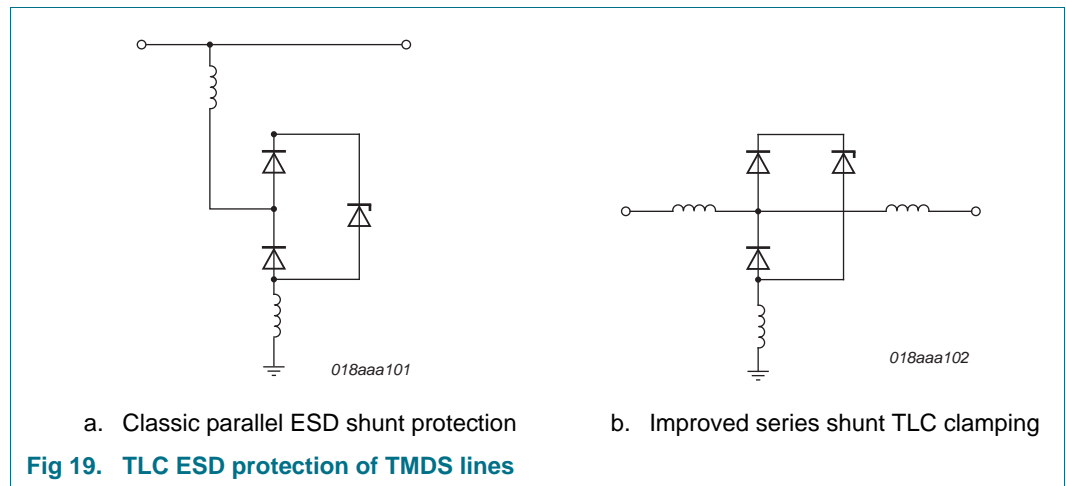 018aaa101
018aaa102
a. Classic parallel ESD shunt protection
b. Improved series shunt TLC clamping
Fig 19. TLC ESD protection of TMDS lines